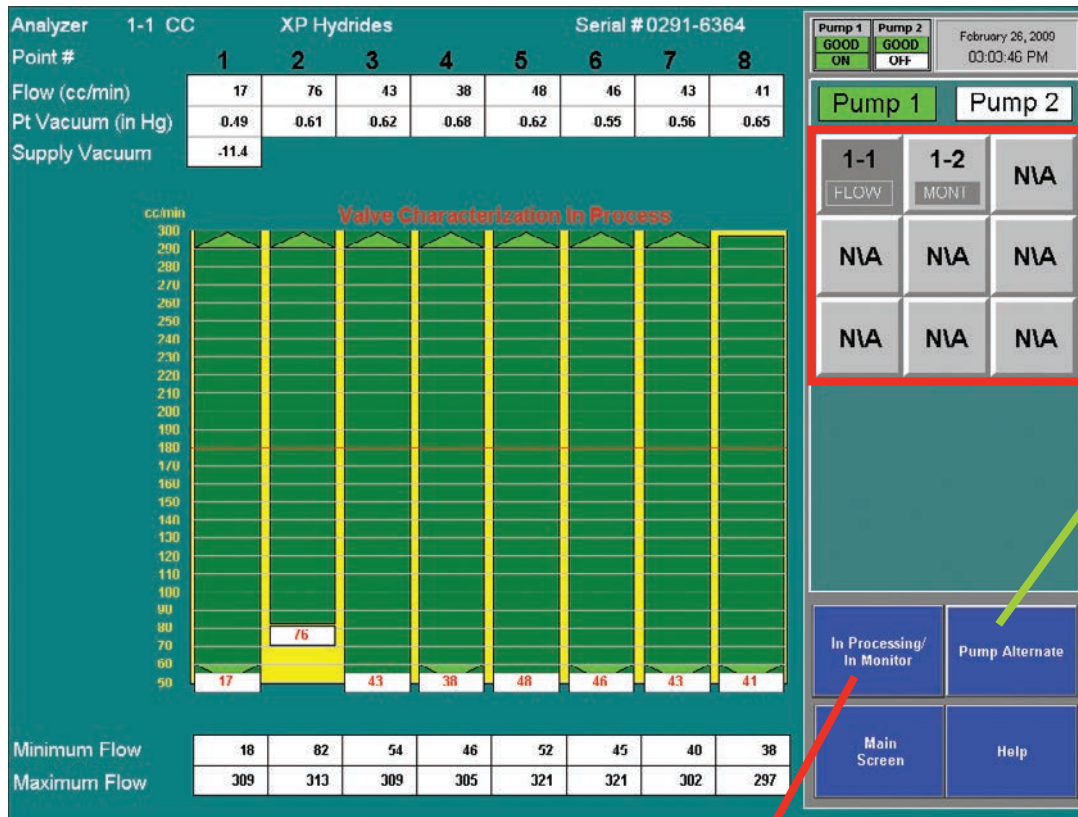 Analyzer 1-1 CC XP Hydrides Serial # 0291-6364
Point # 1 2 3 4 5 6 7 8
Flow (cc/min) 17 76 43 38 48 46 43 41
Pt Vacuum (in Hg) -0.49 -0.61 -0.62 -0.68 -0.62 -0.55 -0.56 -0.65
Supply Vacuum -11.4
cc/min
Valve Characterization In Process
300
290
280
270
260
250
240
230
220
210
200
190
180
170
160
150
140
130
120
110
100
90
80
70
60
50
76
17 43 38 48 46 43 41
Minimum Flow 18 82 54 46 52 45 40 38
Maximum Flow 309 313 309 305 321 321 302 297
Pump 1 Pump 2
GOOD GOOD
ON OFF
February 26, 2009
03:03:46 PM
Pump 1 Pump 2
1-1 1-2 N\A
FLOW MONT
N\A N\A N\A
N\A N\A N\A
In Processing/
In Monitor
Pump Alternate
Main
Screen
Help